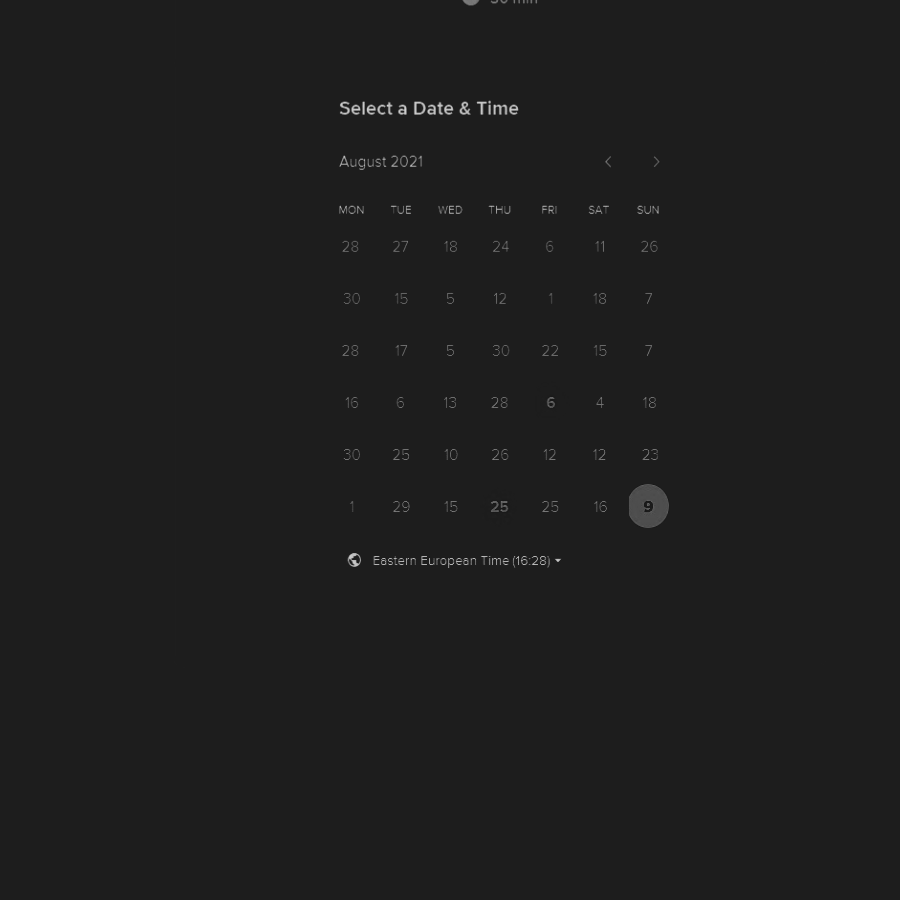 Select a Date & Time
August 2021
MON TUE WED THU FRI SAT SUN
28 27 18 24 6 11 26
30 15 5 12 1 18 7
28 17 5 30 22 15 7
16 6 13 28 6 4 18
30 25 10 26 12 12 23
1 29 15 25 25 16 9
Eastern European Time (16:28)